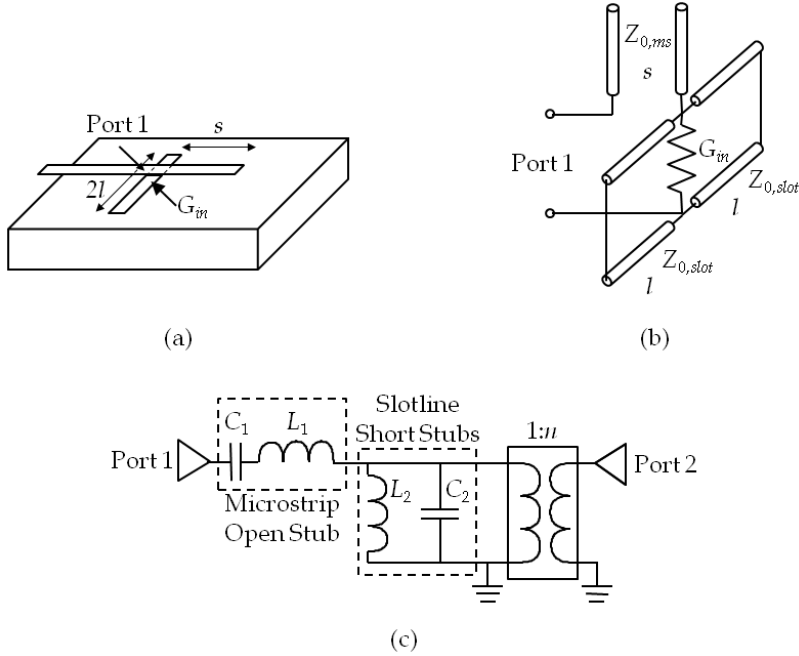 Port 1
s
2l
G_in
(a)
Z_0,ms
s
Port 1
G_in
Z_0,slot
l
Z_0,slot
l
(b)
Slotline
Short Stubs
1:n
C_1
L_1
Port 1
L_2
C_2
Port 2
Microstrip
Open Stub
(c)